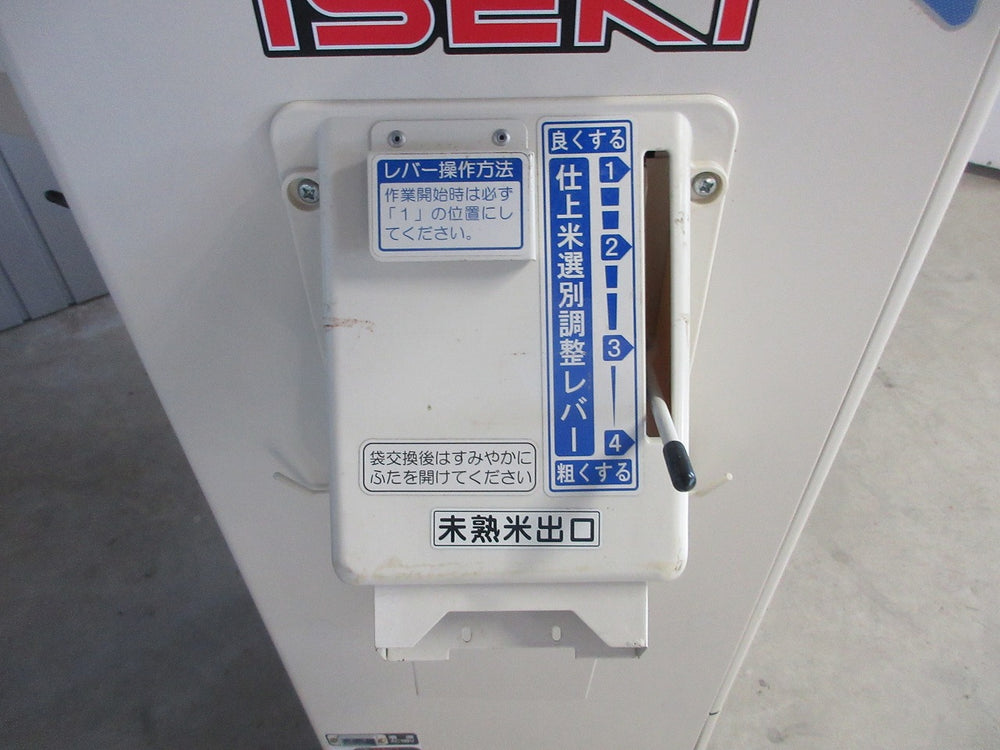 ISEKI
レバー操作方法
作業開始時は必ず
「1」の位置にし
てください。
良くする
仕上米選別調整レバー
1
2
3
4
粗くする
袋交換後はすみやかに
ふたを開けてください
未熟米出口